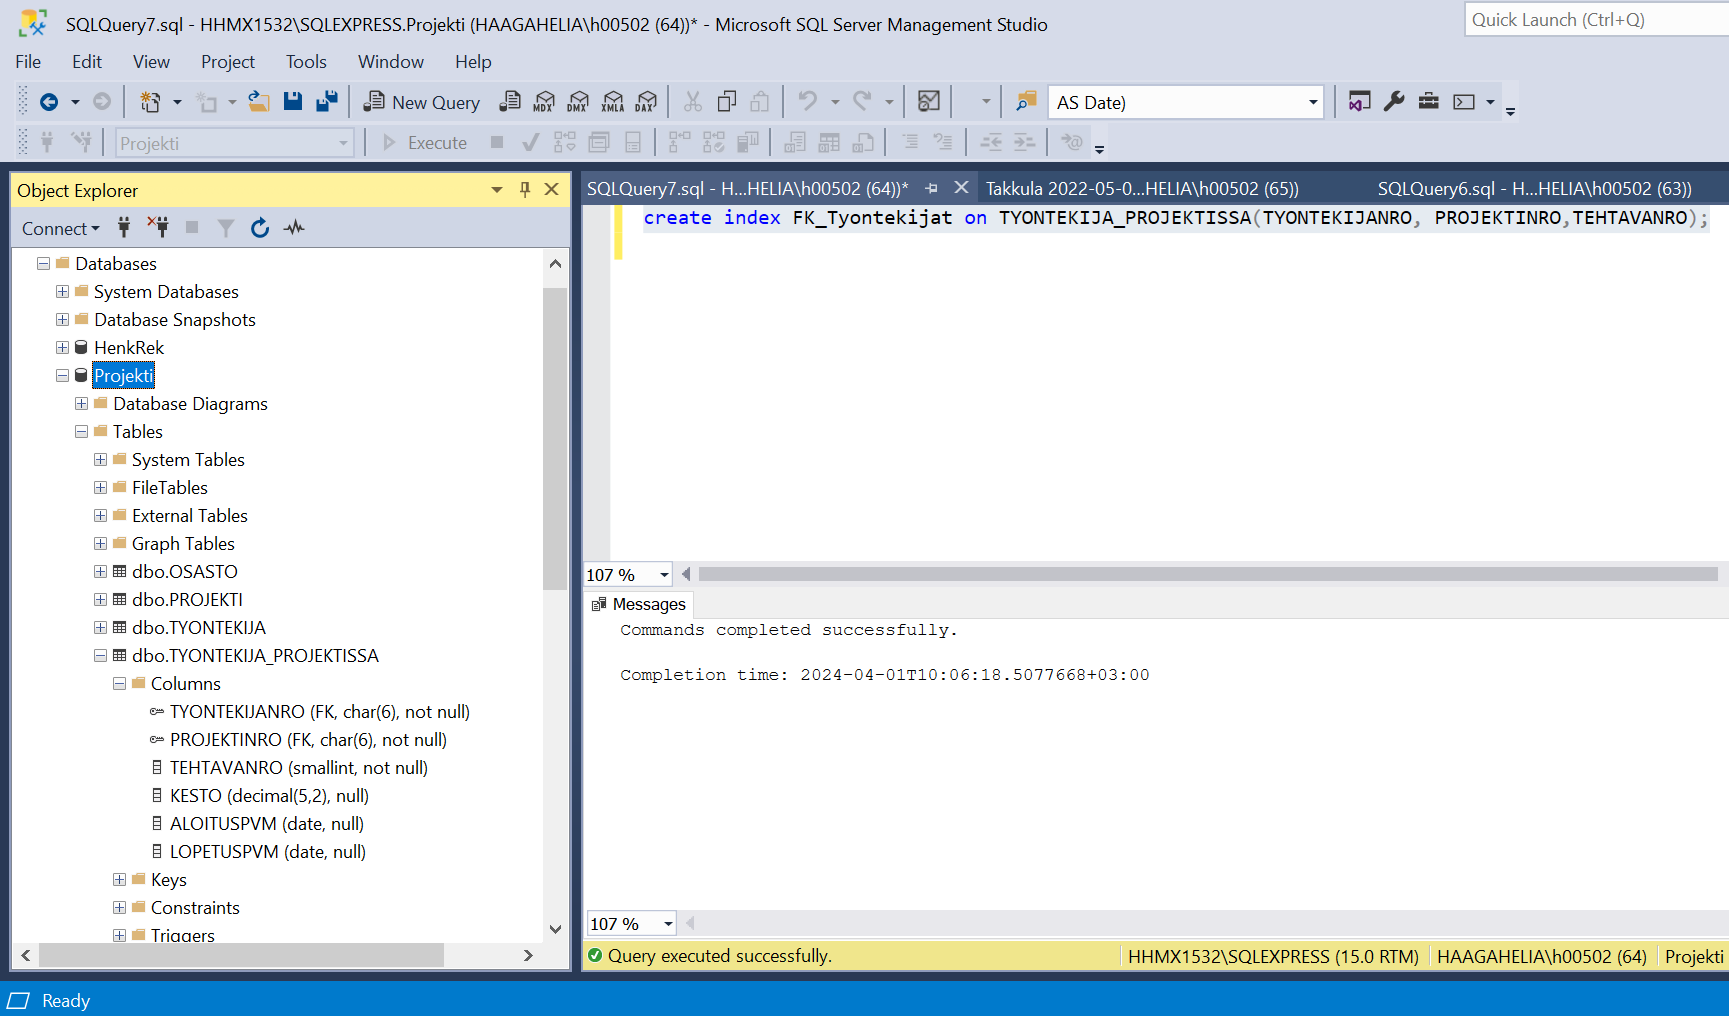 SQLQuery7.sql - HHMX1532\SQLEXPRESS.Projekti (HAAGAHELIA\h00502 (64))* - Microsoft SQL Server Management Studio
Quick Launch (Ctrl+Q)
File Edit View Project Tools Window Help
New Query MDX DMX XMLA DAX AS Date)
Projekti Execute
Object Explorer
Connect
Databases
System Databases
Database Snapshots
HenkRek
Projekti
Database Diagrams
Tables
System Tables
FileTables
External Tables
Graph Tables
dbo.OSASTO
dbo.PROJEKTI
dbo.TYONTEKIJA
dbo.TYONTEKIJA_PROJEKTISSA
Columns
TYONTEKIJANRO (FK, char(6), not null)
PROJEKTINRO (FK, char(6), not null)
TEHTAVANRO (smallint, not null)
KESTO (decimal(5,2), null)
ALOITUSPVM (date, null)
LOPETUSPVM (date, null)
Keys
Constraints
Triggers
SQLQuery7.sql - H...HELIA\h00502 (64))* Takkula 2022-05-0...HELIA\h00502 (65)) SQLQuery6.sql - H...HELIA\h00502 (63))
create index FK_Tyontekijat on TYONTEKIJA_PROJEKTISSA(TYONTEKIJANRO, PROJEKTINRO,TEHTAVANRO);
107 %
Messages
Commands completed successfully.
Completion time: 2024-04-01T10:06:18.5077668+03:00
107 %
Query executed successfully. HHMX1532\SQLEXPRESS (15.0 RTM) HAAGAHELIA\h00502 (64) Projekti
Ready